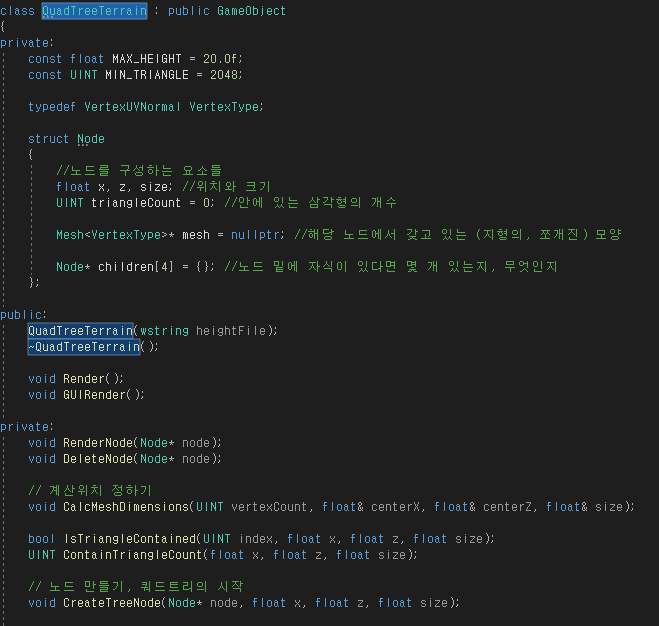 class QuadTreeTerrain : public GameObject
{
private:
    const float MAX_HEIGHT = 20.0f;
    const UINT MIN_TRIANGLE = 2048;
    typedef VertexUVNormal VertexType;
    struct Node
    {
        //노드를 구성하는 요소들
        float x, z, size; //위치와 크기
        UINT triangleCount = 0; //안에 있는 삼각형의 개수
        Mesh<VertexType>* mesh = nullptr; //해당 노드에서 갖고 있는 (지형의, 쪼개진) 모양
        Node* children[4] = {}; //노드 밑에 자식이 있다면 몇 개 있는지, 무엇인지
    };
public:
    QuadTreeTerrain(wstring heightFile);
    ~QuadTreeTerrain();
    void Render();
    void GUIRender();
private:
    void RenderNode(Node* node);
    void DeleteNode(Node* node);
    // 계산위치 정하기
    void CalcMeshDimensions(UINT vertexCount, float& centerX, float& centerZ, float& size);
    bool IsTriangleContained(UINT index, float x, float z, float size);
    UINT ContainTriangleCount(float x, float z, float size);
    // 노드 만들기, 쿼드트리의 시작
    void CreateTreeNode(Node* node, float x, float z, float size);